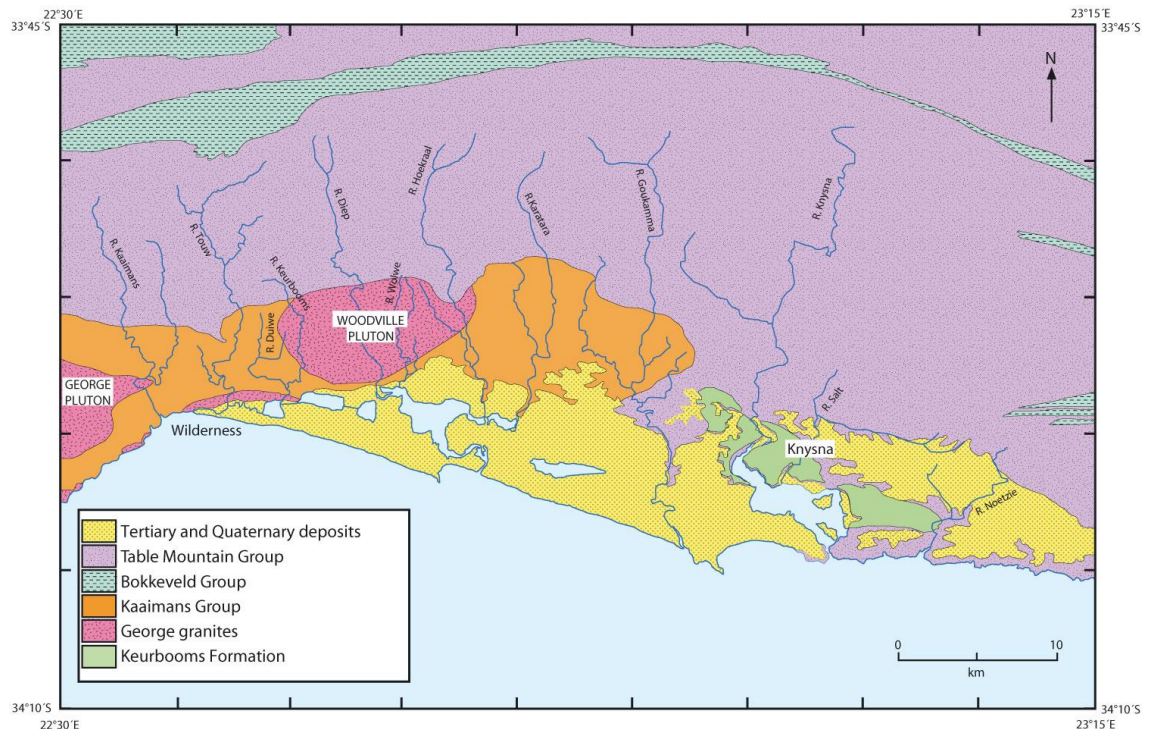 22°30´E
23°15´E
33°45´S
33°45´S
N
R. Kaaimans
R. Touw
R. Keurbooms
R. Duiwe
R. Diep
R. Hoekraal
R. Wolwe
R.Karatara
R. Goukamma
R. Knysna
R. Salt
R. Noetzie
WOODVILLE
PLUTON
GEORGE
PLUTON
Wilderness
Knysna
Tertiary and Quaternary deposits
Table Mountain Group
Bokkeveld Group
Kaaimans Group
George granites
Keurbooms Formation
0 10
km
34°10´S
34°10´S
22°30´E
23°15´E